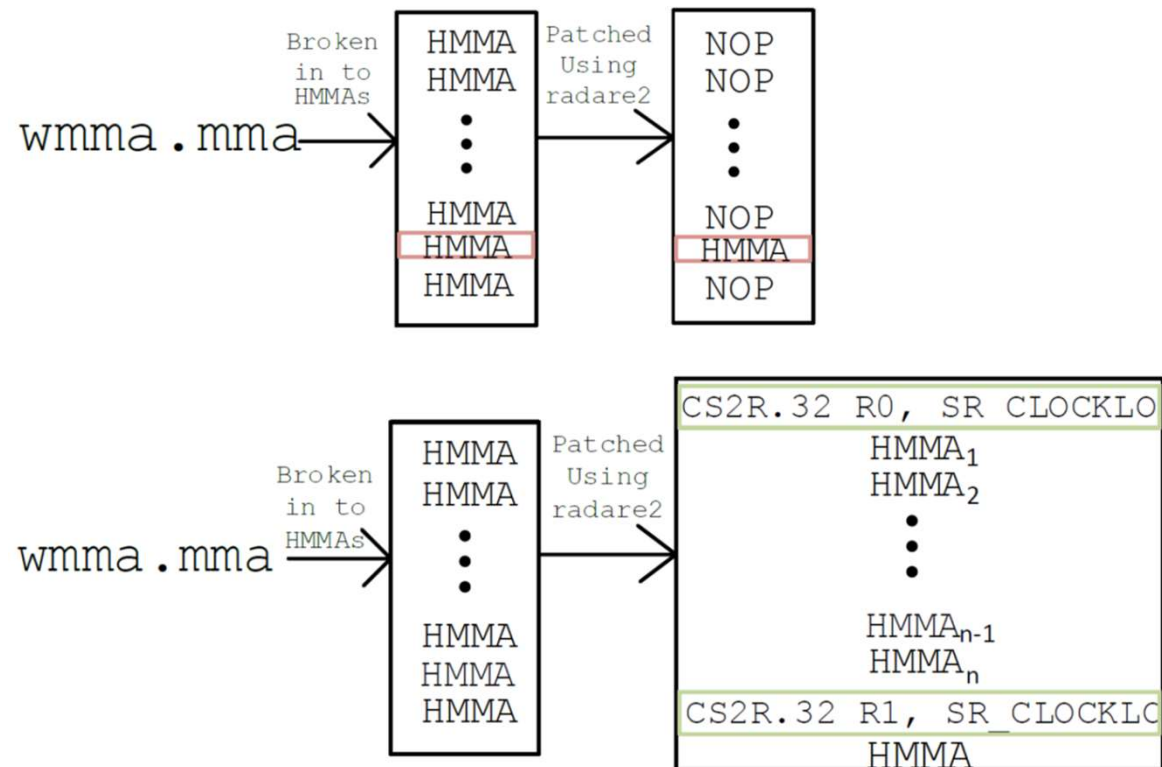 Broken
in to
HMMAs
wmma.mma
HMMA
HMMA
HMMA
HMMA
HMMA
Patched
Using
radare2
NOP
NOP
NOP
HMMA
NOP
wmma.mma
Broken
in to
HMMAs
HMMA
HMMA
HMMA
HMMA
HMMA
Patched
Using
radare2
CS2R.32 R0, SR CLOCKLO
HMMA₁
HMMA₂
HMMAₙ₋₁
HMMAₙ
CS2R.32 R1, SR_CLOCKLO
HMMA